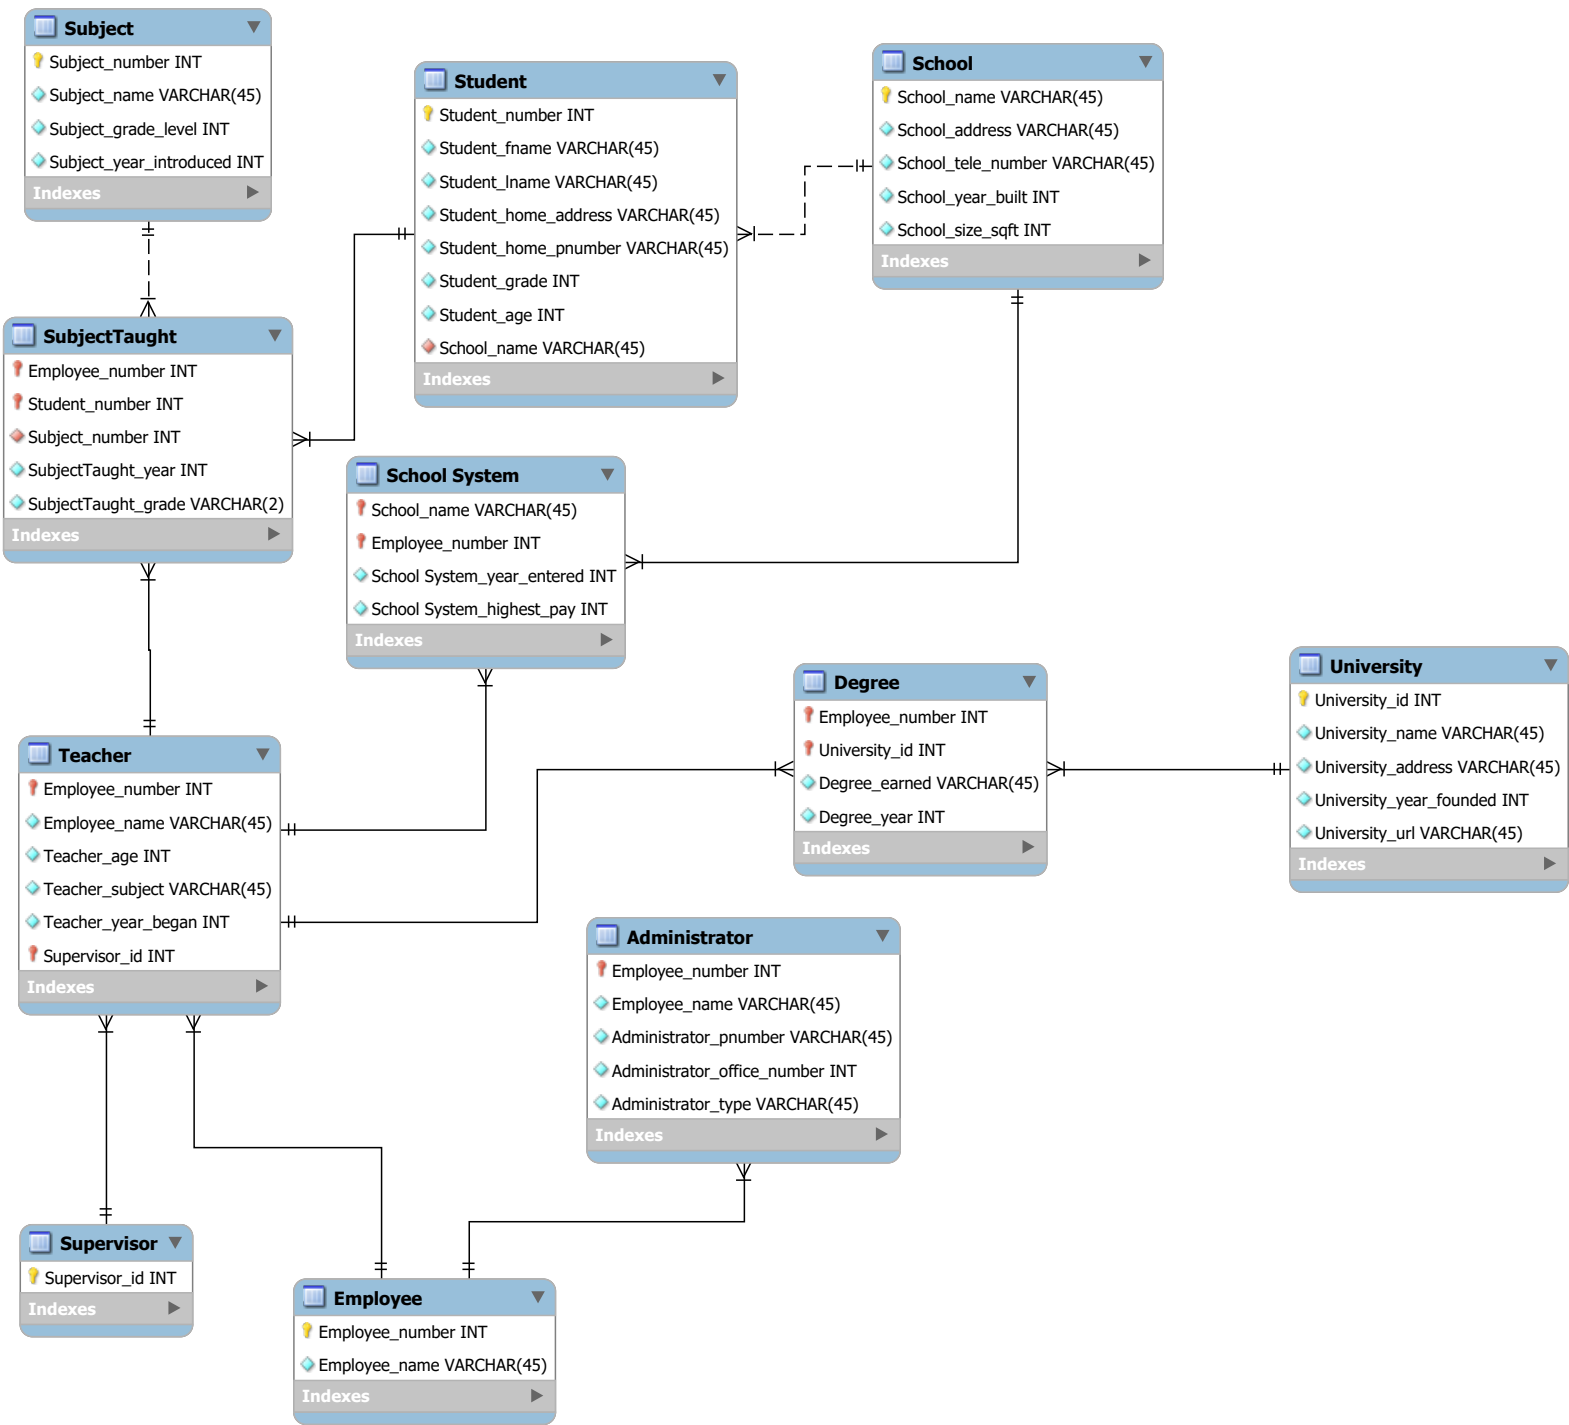 Subject
Subject_number INT
Subject_name VARCHAR(45)
Subject_grade_level INT
Subject_year_introduced INT
Indexes
Student
Student_number INT
Student_fname VARCHAR(45)
Student_lname VARCHAR(45)
Student_home_address VARCHAR(45)
Student_home_pnumber VARCHAR(45)
Student_grade INT
Student_age INT
School_name VARCHAR(45)
Indexes
School
School_name VARCHAR(45)
School_address VARCHAR(45)
School_tele_number VARCHAR(45)
School_year_built INT
School_size_sqft INT
Indexes
SubjectTaught
Employee_number INT
Student_number INT
Subject_number INT
SubjectTaught_year INT
SubjectTaught_grade VARCHAR(2)
Indexes
School System
School_name VARCHAR(45)
Employee_number INT
School System_year_entered INT
School System_highest_pay INT
Indexes
Degree
Employee_number INT
University_id INT
Degree_earned VARCHAR(45)
Degree_year INT
Indexes
University
University_id INT
University_name VARCHAR(45)
University_address VARCHAR(45)
University_year_founded INT
University_url VARCHAR(45)
Indexes
Teacher
Employee_number INT
Employee_name VARCHAR(45)
Teacher_age INT
Teacher_subject VARCHAR(45)
Teacher_year_began INT
Supervisor_id INT
Indexes
Administrator
Employee_number INT
Employee_name VARCHAR(45)
Administrator_pnumber VARCHAR(45)
Administrator_office_number INT
Administrator_type VARCHAR(45)
Indexes
Supervisor
Supervisor_id INT
Indexes
Employee
Employee_number INT
Employee_name VARCHAR(45)
Indexes